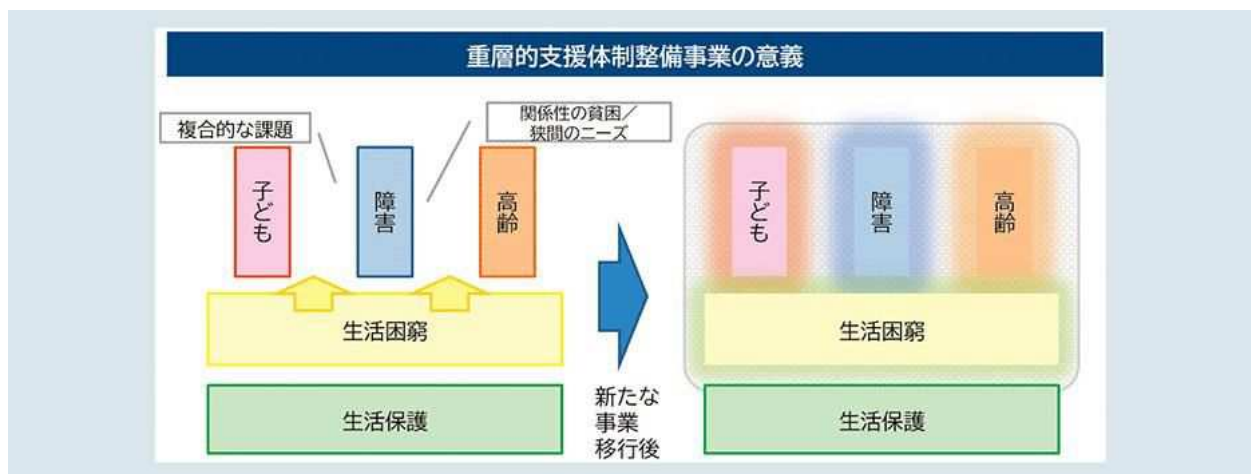 重層的支援体制整備事業の意義
複合的な課題
関係性の貧困／
狭間のニーズ
子ども
障害
高齢
生活困窮
生活保護
新たな
事業
移行後
子ども
障害
高齢
生活困窮
生活保護